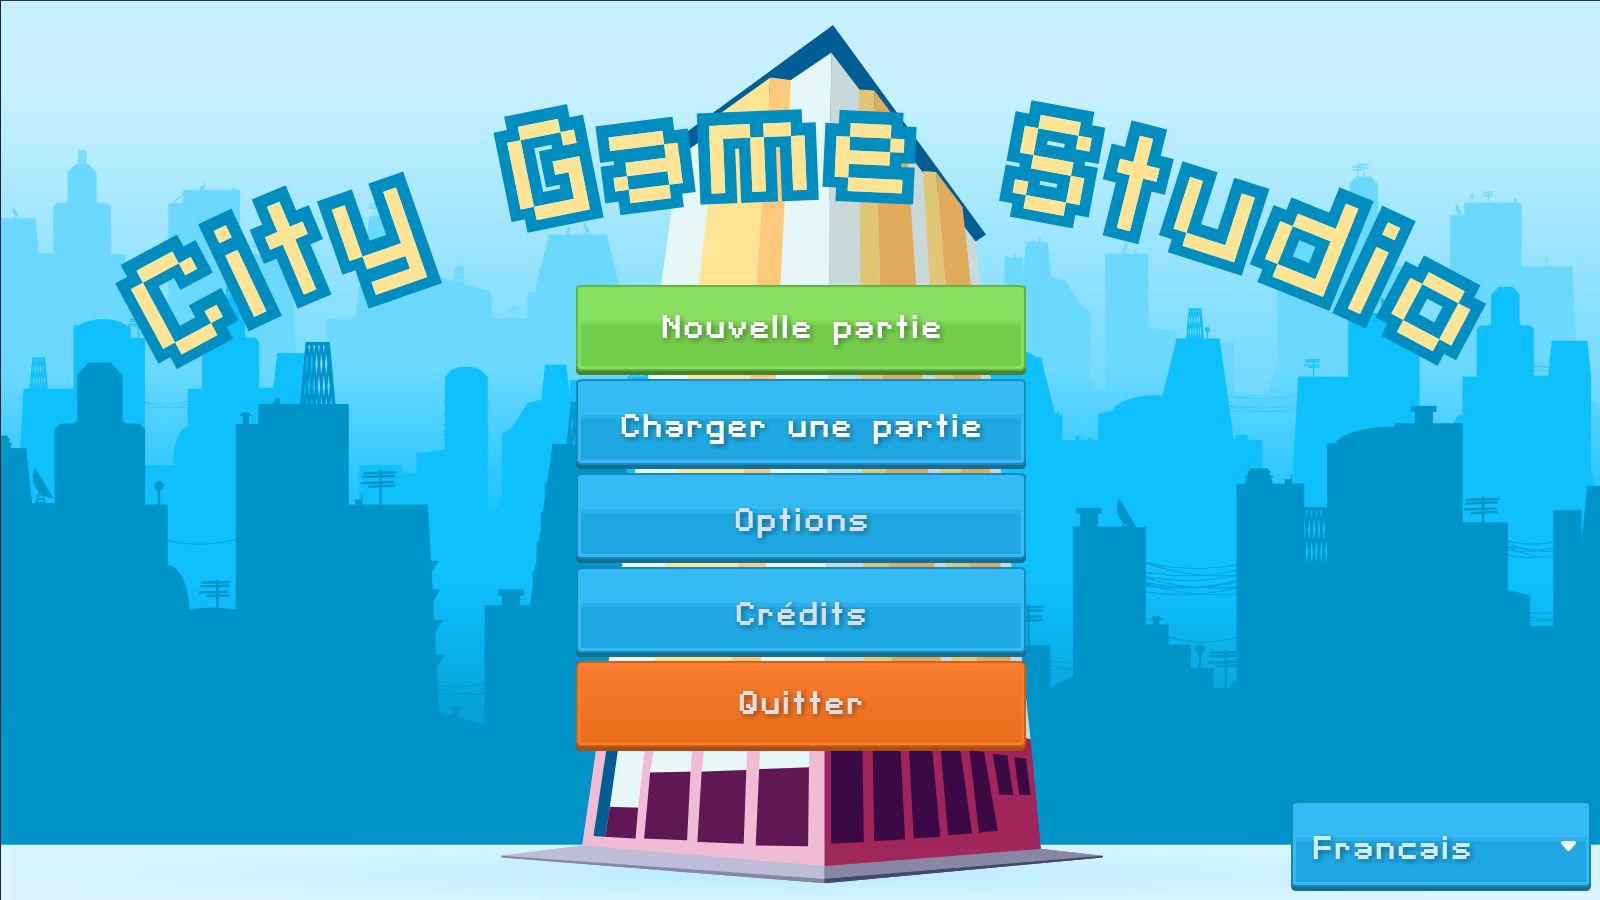 City Game Studio
Nouvelle partie
Charger une partie
Options
Crédits
Quitter
Francais